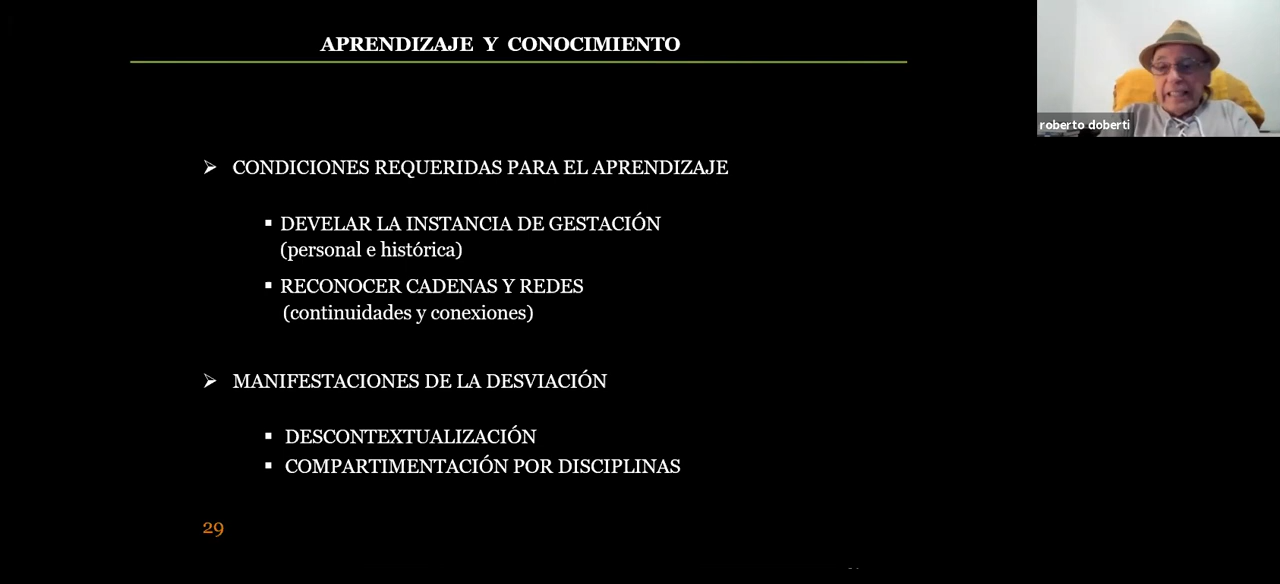 APRENDIZAJE Y CONOCIMIENTO
roberto doberti
➢ CONDICIONES REQUERIDAS PARA EL APRENDIZAJE
▪ DEVELAR LA INSTANCIA DE GESTACIÓN
(personal e histórica)
▪ RECONOCER CADENAS Y REDES
(continuidades y conexiones)
➢ MANIFESTACIONES DE LA DESVIACIÓN
▪ DESCONTEXTUALIZACIÓN
▪ COMPARTIMENTACIÓN POR DISCIPLINAS
29